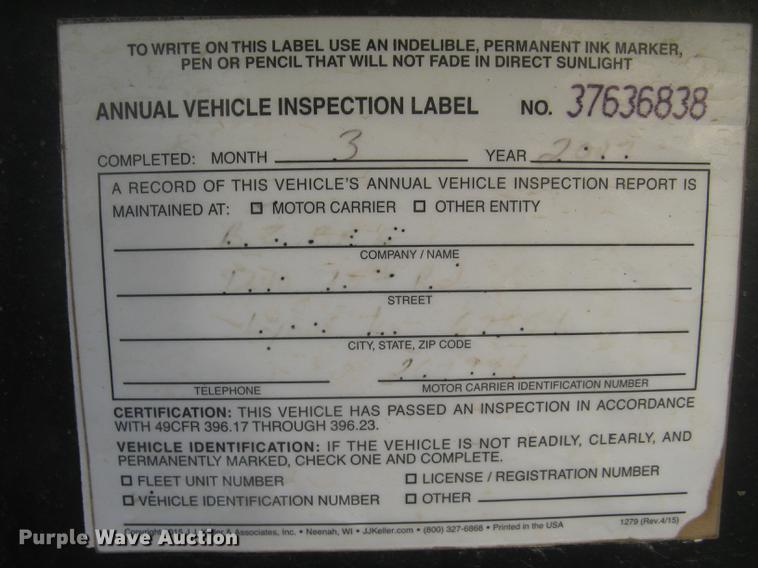 TO WRITE ON THIS LABEL USE AN INDELIBLE, PERMANENT INK MARKER,
PEN OR PENCIL THAT WILL NOT FADE IN DIRECT SUNLIGHT
ANNUAL VEHICLE INSPECTION LABEL NO. 37636838
COMPLETED: MONTH 3 YEAR
A RECORD OF THIS VEHICLE'S ANNUAL VEHICLE INSPECTION REPORT IS
MAINTAINED AT: ☐ MOTOR CARRIER ☐ OTHER ENTITY
COMPANY / NAME
STREET
CITY, STATE, ZIP CODE
TELEPHONE MOTOR CARRIER IDENTIFICATION NUMBER
CERTIFICATION: THIS VEHICLE HAS PASSED AN INSPECTION IN ACCORDANCE
WITH 49CFR 396.17 THROUGH 396.23.
VEHICLE IDENTIFICATION: IF THE VEHICLE IS NOT READILY, CLEARLY, AND
PERMANENTLY MARKED, CHECK ONE AND COMPLETE.
☐ FLEET UNIT NUMBER ☐ LICENSE / REGISTRATION NUMBER
☐ VEHICLE IDENTIFICATION NUMBER ☐ OTHER
Copyright J. J. Keller & Associates, Inc. • Neenah, WI • JJKeller.com • (800) 327-6868 • Printed in the USA 1279 (Rev.4/15)
Purple Wave Auction